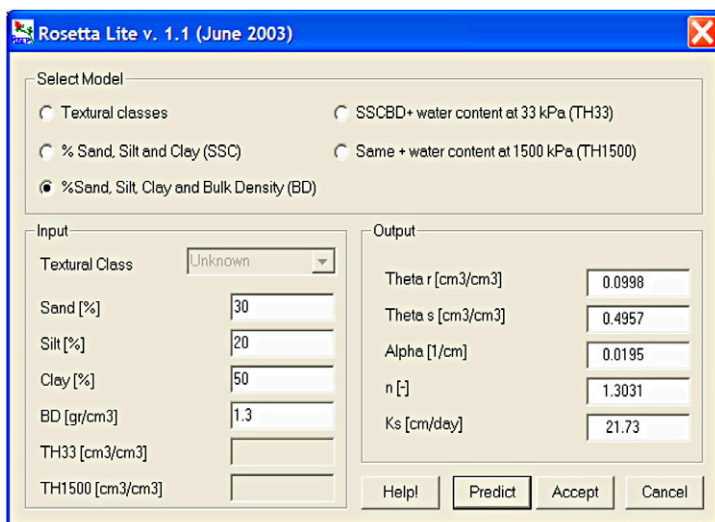 Rosetta Lite v. 1.1 (June 2003)
Select Model
Textural classes
SSCBD+ water content at 33 kPa (TH33)
% Sand, Silt and Clay (SSC)
Same + water content at 1500 kPa (TH1500)
%Sand, Silt, Clay and Bulk Density (BD)
Input
Textural Class Unknown
Sand [%] 30
Silt [%] 20
Clay [%] 50
BD [gr/cm3] 1.3
TH33 [cm3/cm3]
TH1500 [cm3/cm3]
Output
Theta r [cm3/cm3] 0.0998
Theta s [cm3/cm3] 0.4957
Alpha [1/cm] 0.0195
n [-] 1.3031
Ks [cm/day] 21.73
Help! Predict Accept Cancel